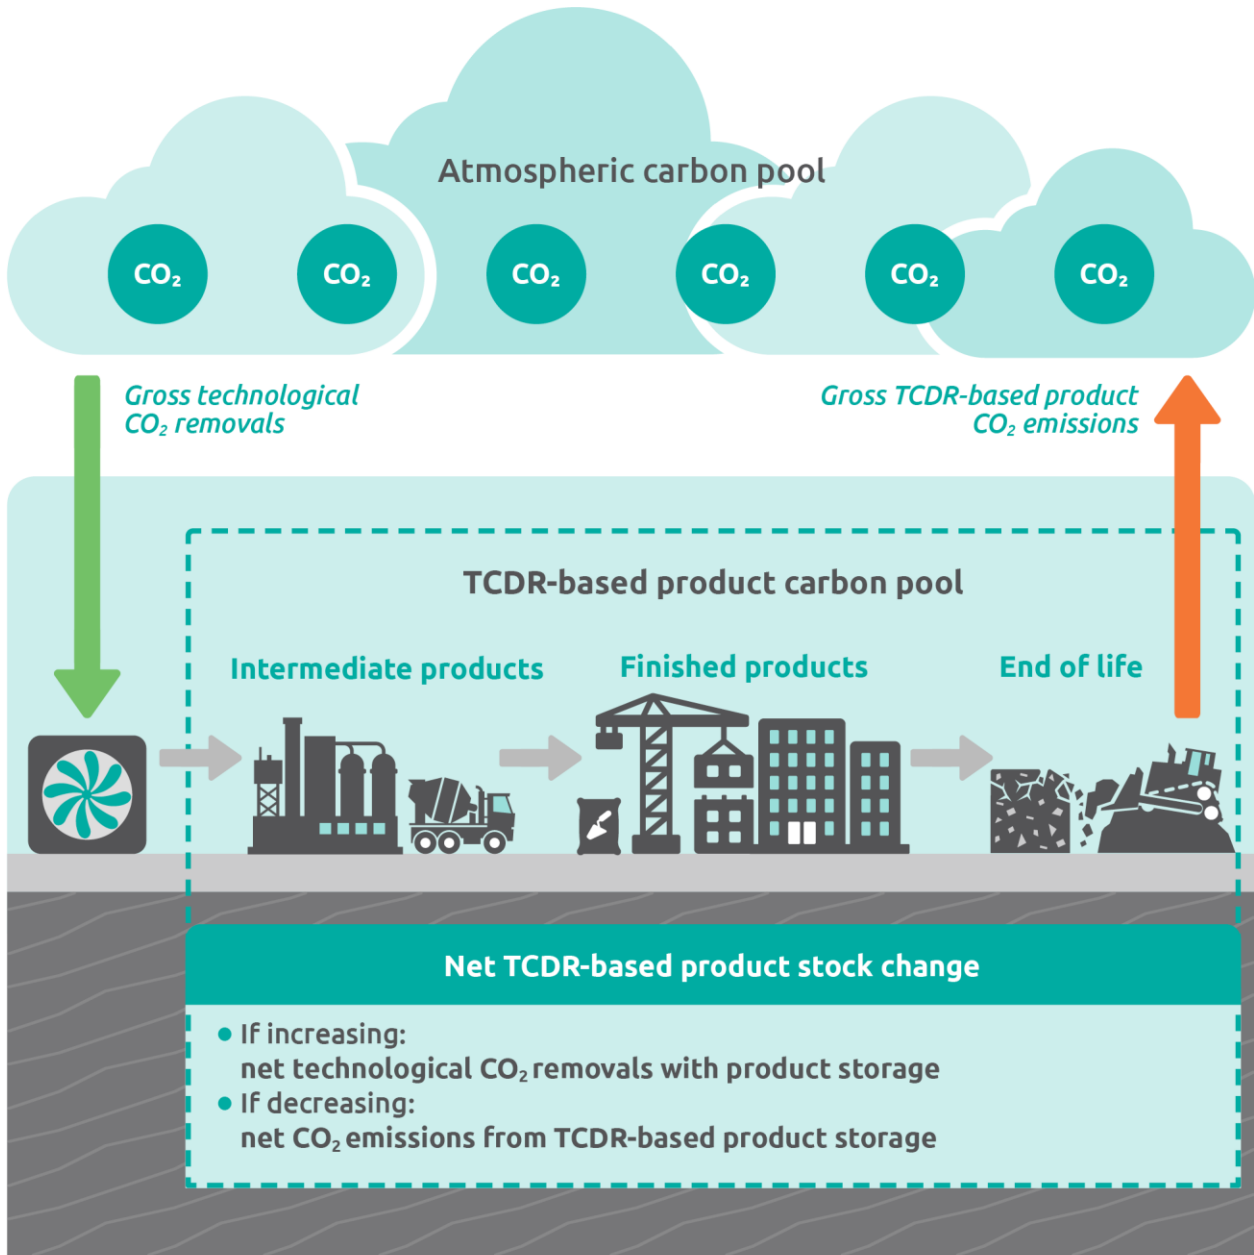 Atmospheric carbon pool
CO₂ CO₂ CO₂ CO₂ CO₂ CO₂
Gross technological
CO₂ removals
Gross TCDR-based product
CO₂ emissions
TCDR-based product carbon pool
Intermediate products
Finished products
End of life
Net TCDR-based product stock change
• If increasing:
net technological CO₂ removals with product storage
• If decreasing:
net CO₂ emissions from TCDR-based product storage